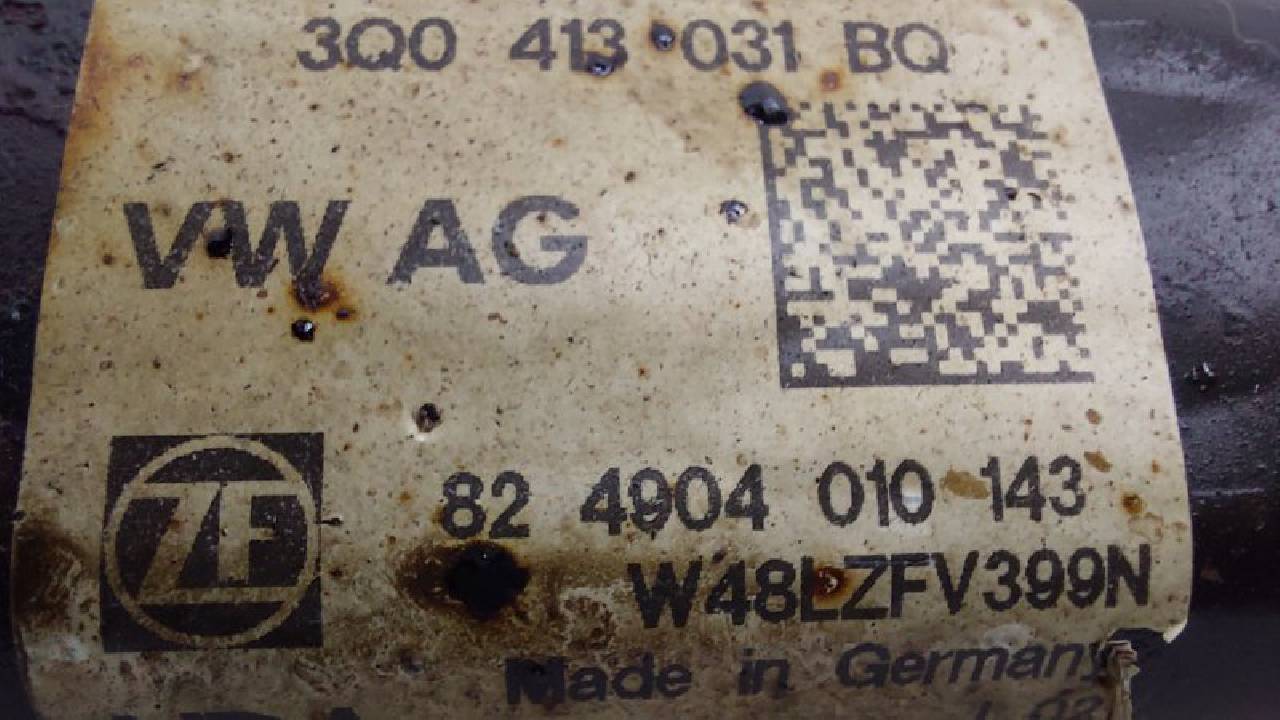 3Q0 413 031 BQ
VW AG
ZF
82 4904 010 143
W48LZFV399N
Made in Germany